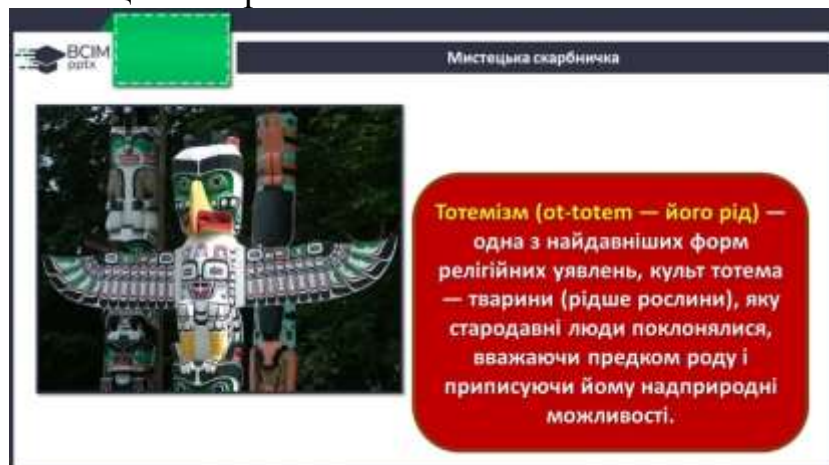 ВСІМ
pptx
Мистецька скарбничка
Тотемізм (ot-totem — його рід) —
одна з найдавніших форм
релігійних уявлень, культ тотема
— тварини (рідше рослини), яку
стародавні люди поклонялися,
вважаючи предком роду і
приписуючи йому надприродні
можливості.